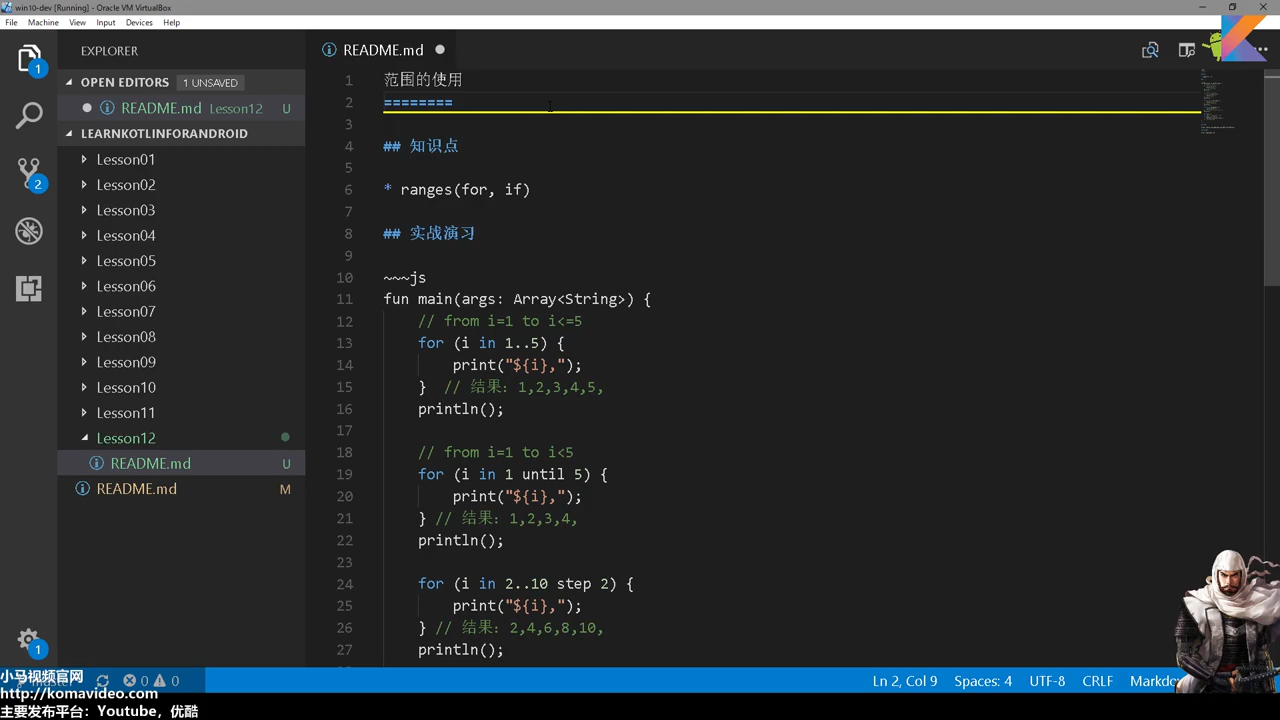 win10-dev [Running] - Oracle VM VirtualBox
File Machine View Input Devices Help
EXPLORER
OPEN EDITORS 1 UNSAVED
README.md Lesson12 U
LEARNKOTLINFORANDROID
Lesson01
Lesson02
Lesson03
Lesson04
Lesson05
Lesson06
Lesson07
Lesson08
Lesson09
Lesson10
Lesson11
Lesson12
README.md U
README.md M
1
2
1
README.md
1 范围的使用
2 ========
3
4 ## 知识点
5
6 * ranges(for, if)
7
8 ## 实战演习
9
10 ~~~js
11 fun main(args: Array<String>) {
12 // from i=1 to i<=5
13 for (i in 1..5) {
14 print("${i},");
15 } // 结果: 1,2,3,4,5,
16 println();
17
18 // from i=1 to i<5
19 for (i in 1 until 5) {
20 print("${i},");
21 } // 结果: 1,2,3,4,
22 println();
23
24 for (i in 2..10 step 2) {
25 print("${i},");
26 } // 结果: 2,4,6,8,10,
27 println();
0 0
Ln 2, Col 9 Spaces: 4 UTF-8 CRLF
小马视频官网
http://komavideo.com
主要发布平台: Youtube, 优酷